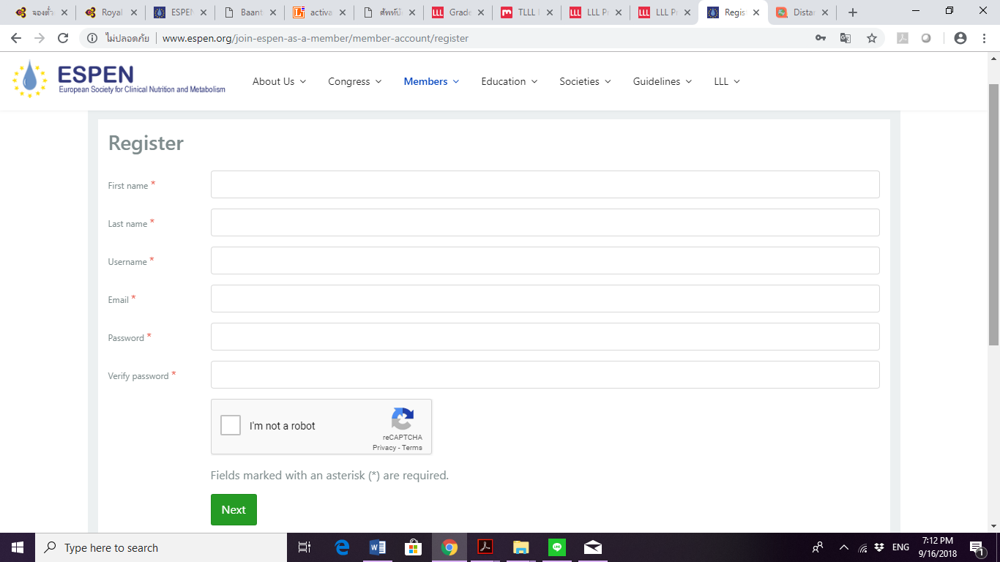 จองตั๋ว Royal ESPEN Baant activa ศัพท์ป Grade TLLL LLL Pr LLL Pr Regis Distan
ไม่ปลอดภัย www.espen.org/join-espen-as-a-member/member-account/register
ESPEN
European Society for Clinical Nutrition and Metabolism
About Us Congress Members Education Societies Guidelines LLL
Register
First name *
Last name *
Username *
Email *
Password *
Verify password *
I'm not a robot
reCAPTCHA
Privacy - Terms
Fields marked with an asterisk (*) are required.
Next
Type here to search
ENG
7:12 PM
9/16/2018
1